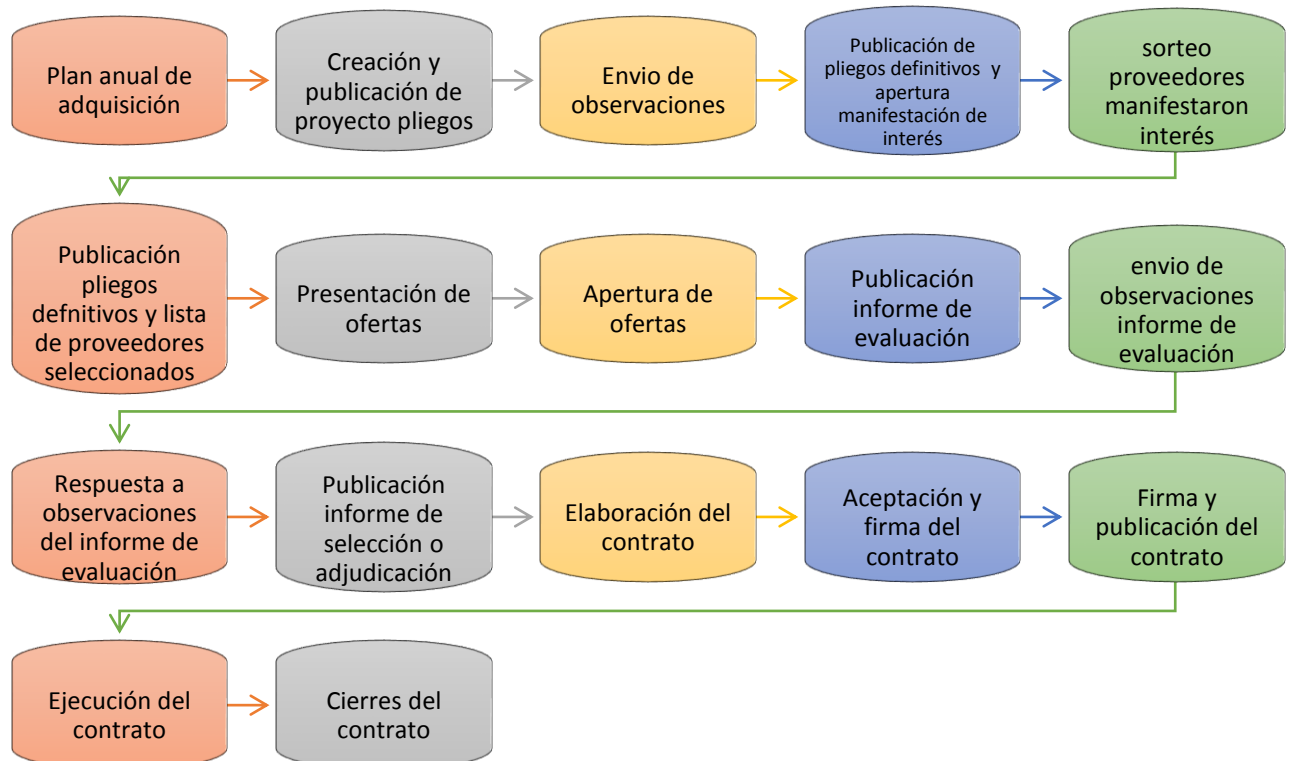 Plan anual de
adquisición
Creación y
publicación de
proyecto pliegos
Envio de
observaciones
Publicación de
pliegos definitivos y
apertura
manifestación de
interés
sorteo
proveedores
manifestaron
interés
Publicación
pliegos
defnitivos y lista
de proveedores
seleccionados
Presentación de
ofertas
Apertura de
ofertas
Publicación
informe de
evaluación
envio de
observaciones
informe de
evaluación
Respuesta a
observaciones
del informe de
evaluación
Publicación
informe de
selección o
adjudicación
Elaboración del
contrato
Aceptación y
firma del
contrato
Firma y
publicación del
contrato
Ejecución del
contrato
Cierres del
contrato